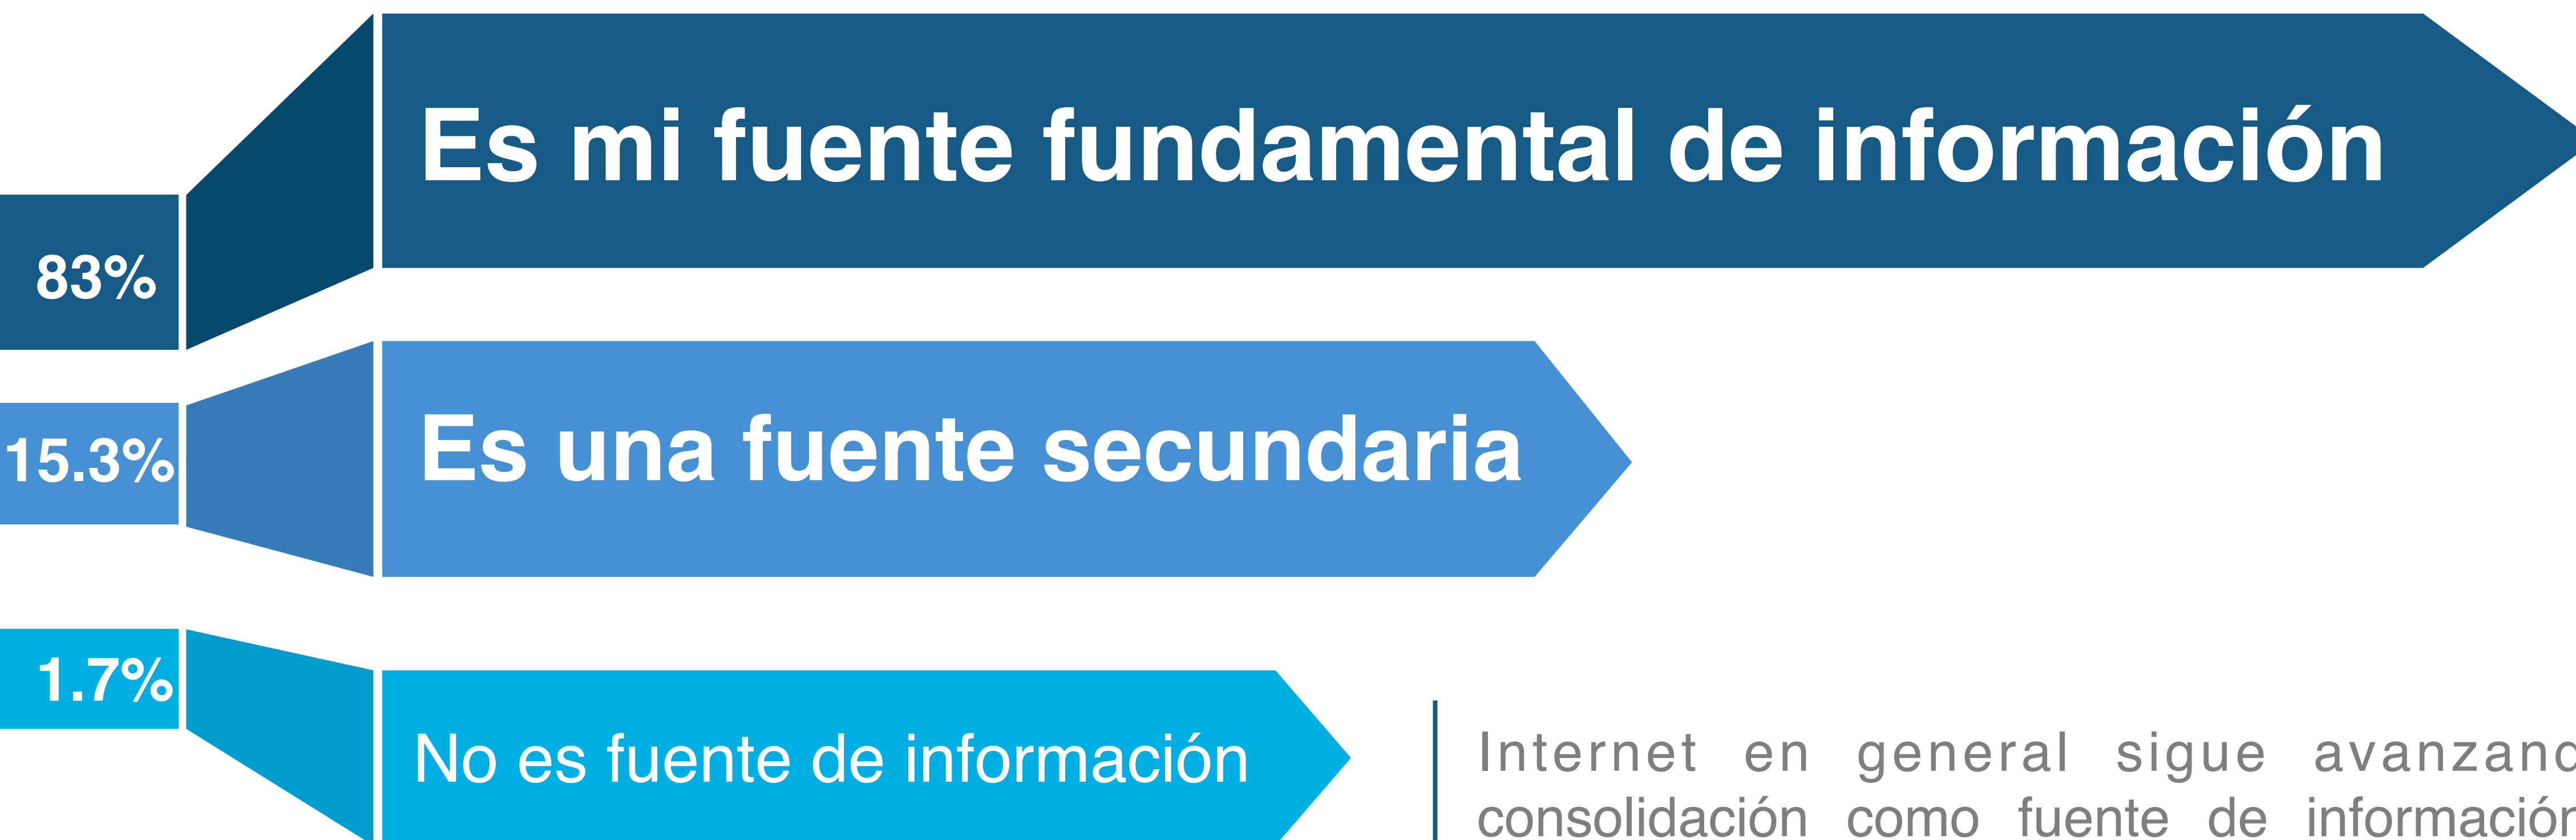 Es mi fuente fundamental de información
83%
Es una fuente secundaria
15.3%
1.7%
No es fuente de información
Internet en general sigue
consolidación como fuente de información